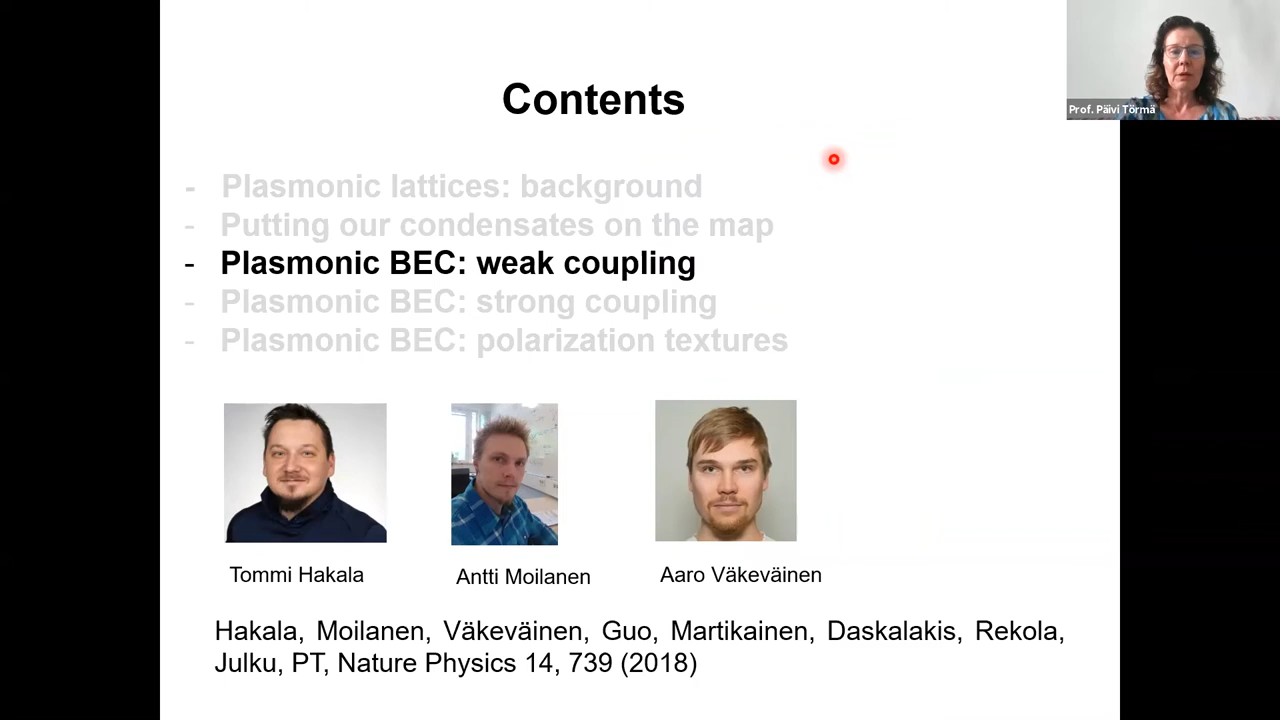 Contents
Prof. Päivi Törmä
- Plasmonic lattices: background
- Putting our condensates on the map
- Plasmonic BEC: weak coupling
- Plasmonic BEC: strong coupling
- Plasmonic BEC: polarization textures
Tommi Hakala
Antti Moilanen
Aaro Väkeväinen
Hakala, Moilanen, Väkeväinen, Guo, Martikainen, Daskalakis, Rekola,
Julku, PT, Nature Physics 14, 739 (2018)